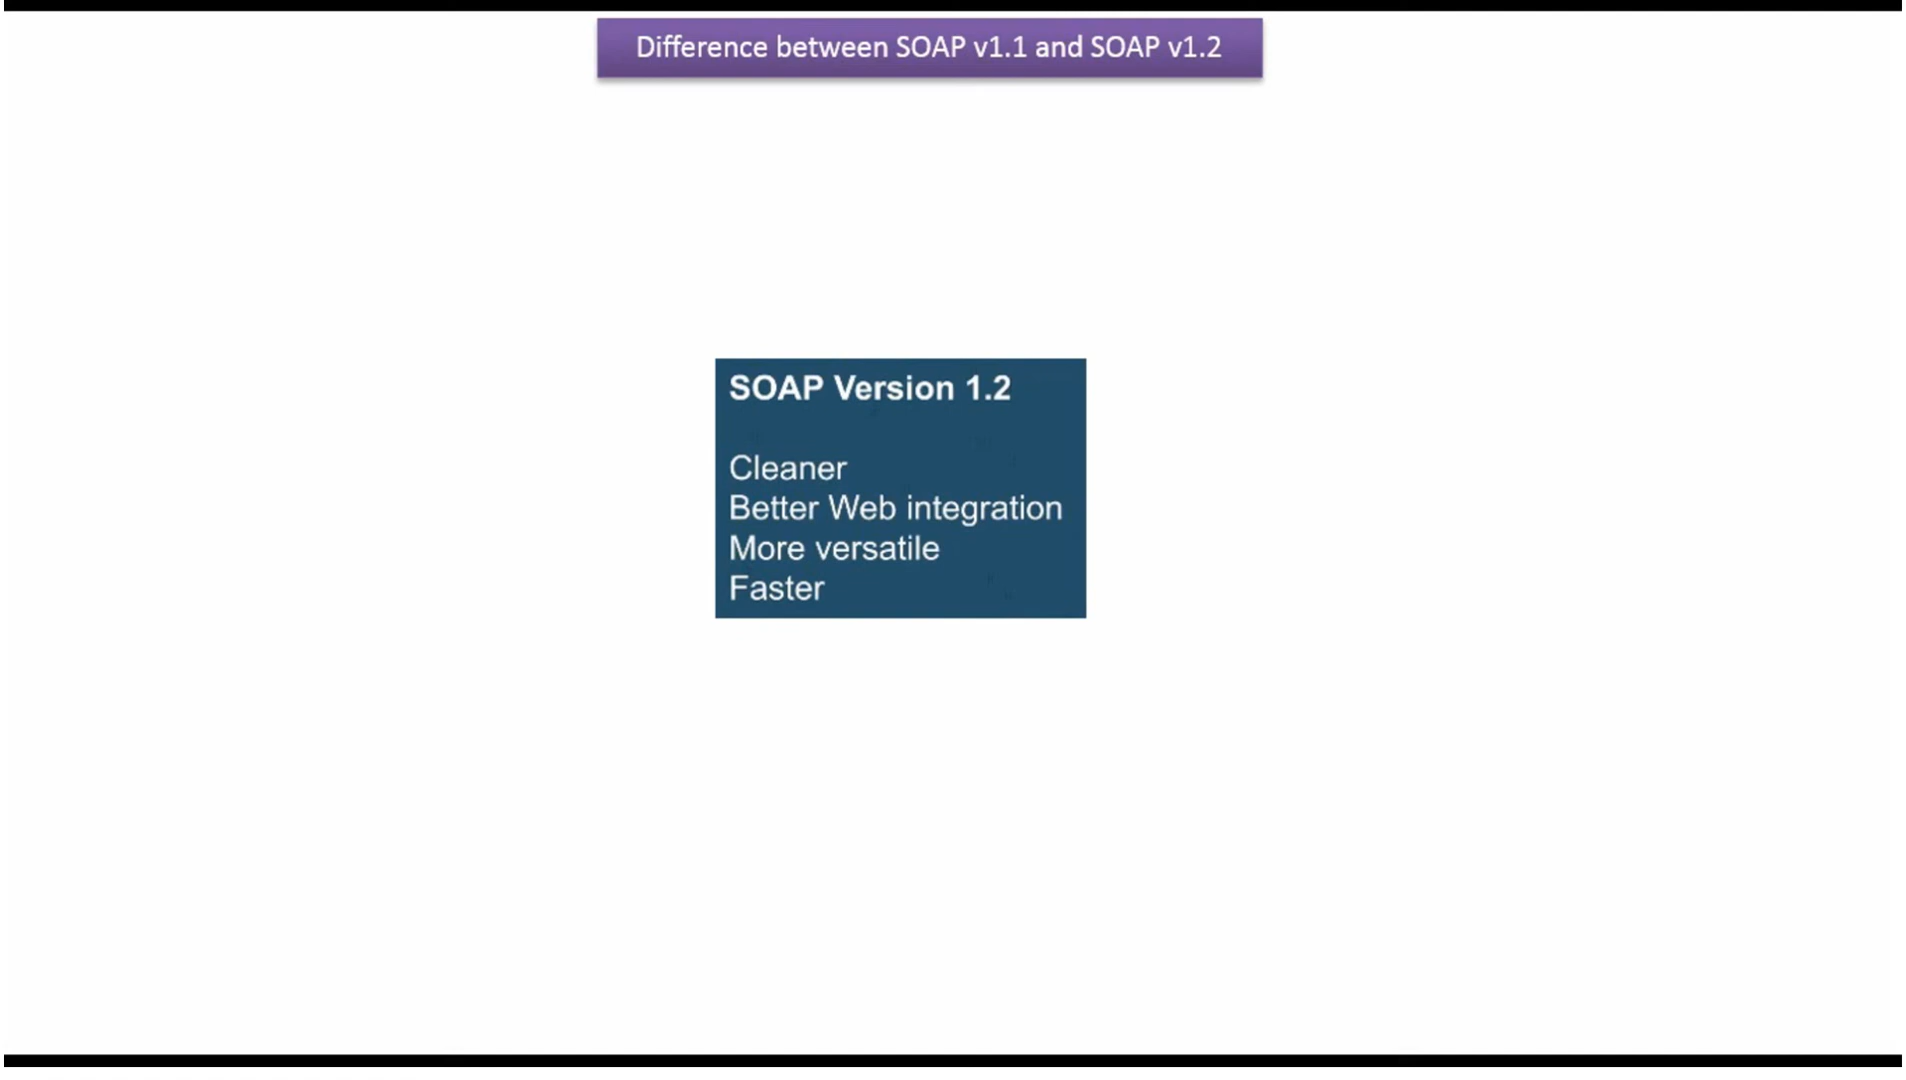 Difference between SOAP v1.1 and SOAP v1.2
SOAP Version 1.2
Cleaner
Better Web integration
More versatile
Faster